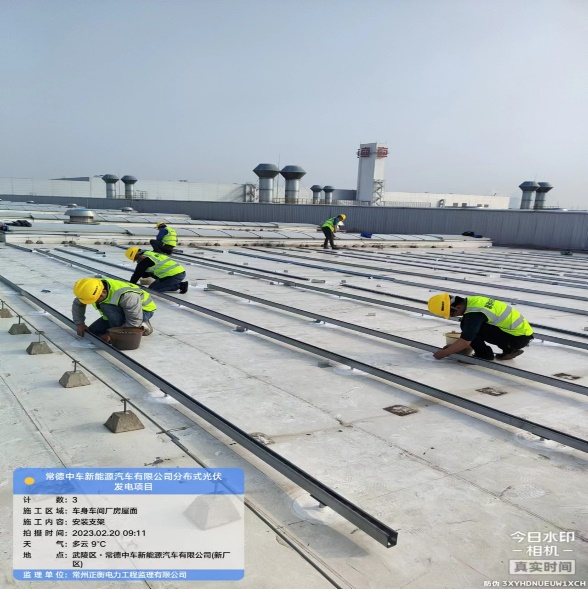 常德中车新能源汽车有限公司分布式光伏
发电项目
计 数: 3
施工区域: 车身车间厂房屋面
施工内容: 安装支架
拍摄时间: 2023.02.20 09:11
天 气: 多云 9°C
地 点: 武陵区·常德中车新能源汽车有限公司(新厂
区)
监理单位: 常州正衡电力工程监理有限公司
今日水印
-相机-
真实时间
防伪 3XYHDNUEUW1XCH